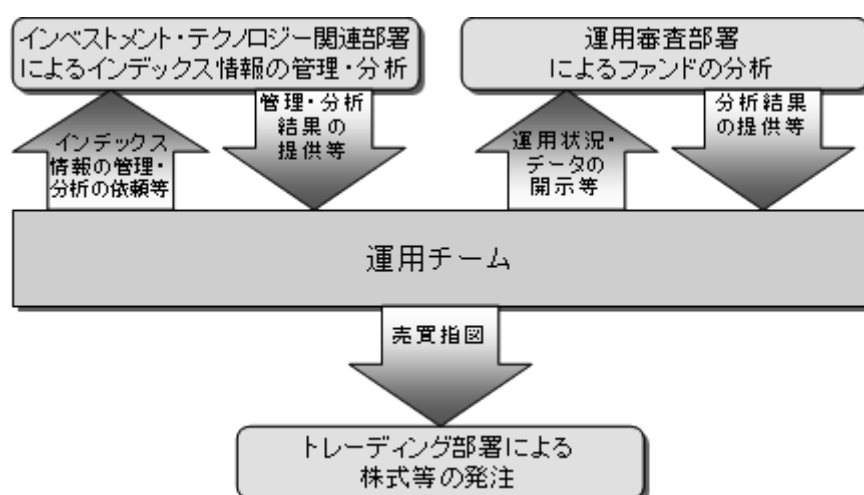 インベストメント・テクノロジー関連部署
によるインデックス情報の管理・分析
運用審査部署
によるファンドの分析
インデックス
情報の管理・
分析の依頼等
管理・分析
結果の
提供等
運用状況・
データの
開示等
分析結果
の提供等
運用チーム
売買指図
トレーディング部署による
株式等の発注